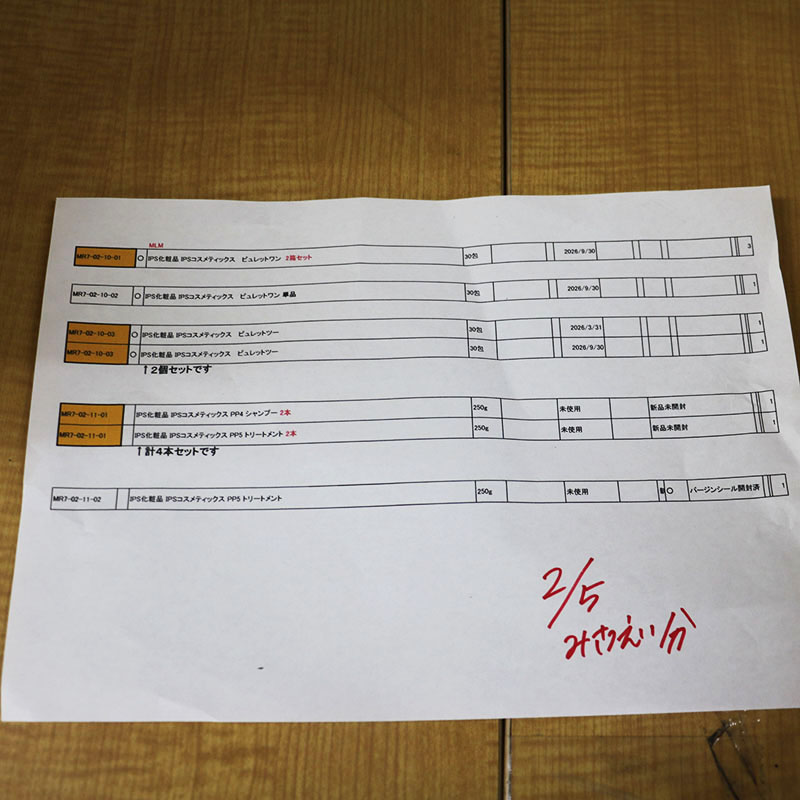 MLM
MR7-02-10-01 ○ IPS化粧品 IPSコスメティックス ピュレットワン 2箱セット 30包 2026/9/30 3
MR7-02-10-02 ○ IPS化粧品 IPSコスメティックス ピュレットワン 単品 30包 2026/9/30 1
MR7-02-10-03 ○ IPS化粧品 IPSコスメティックス ピュレットツー 30包 2026/3/31 1
MR7-02-10-03 ○ IPS化粧品 IPSコスメティックス ピュレットツー 30包 2026/9/30 1
↑2個セットです
MR7-02-11-01 IPS化粧品 IPSコスメティックス PP4 シャンプー 2本 250g 未使用 新品未開封 1
MR7-02-11-01 IPS化粧品 IPSコスメティックス PP5 トリートメント 2本 250g 未使用 新品未開封 1
↑計4本セットです
MR7-02-11-02 IPS化粧品 IPSコスメティックス PP5 トリートメント 250g 未使用 ○ バージンシール開封済 1
2/5
分